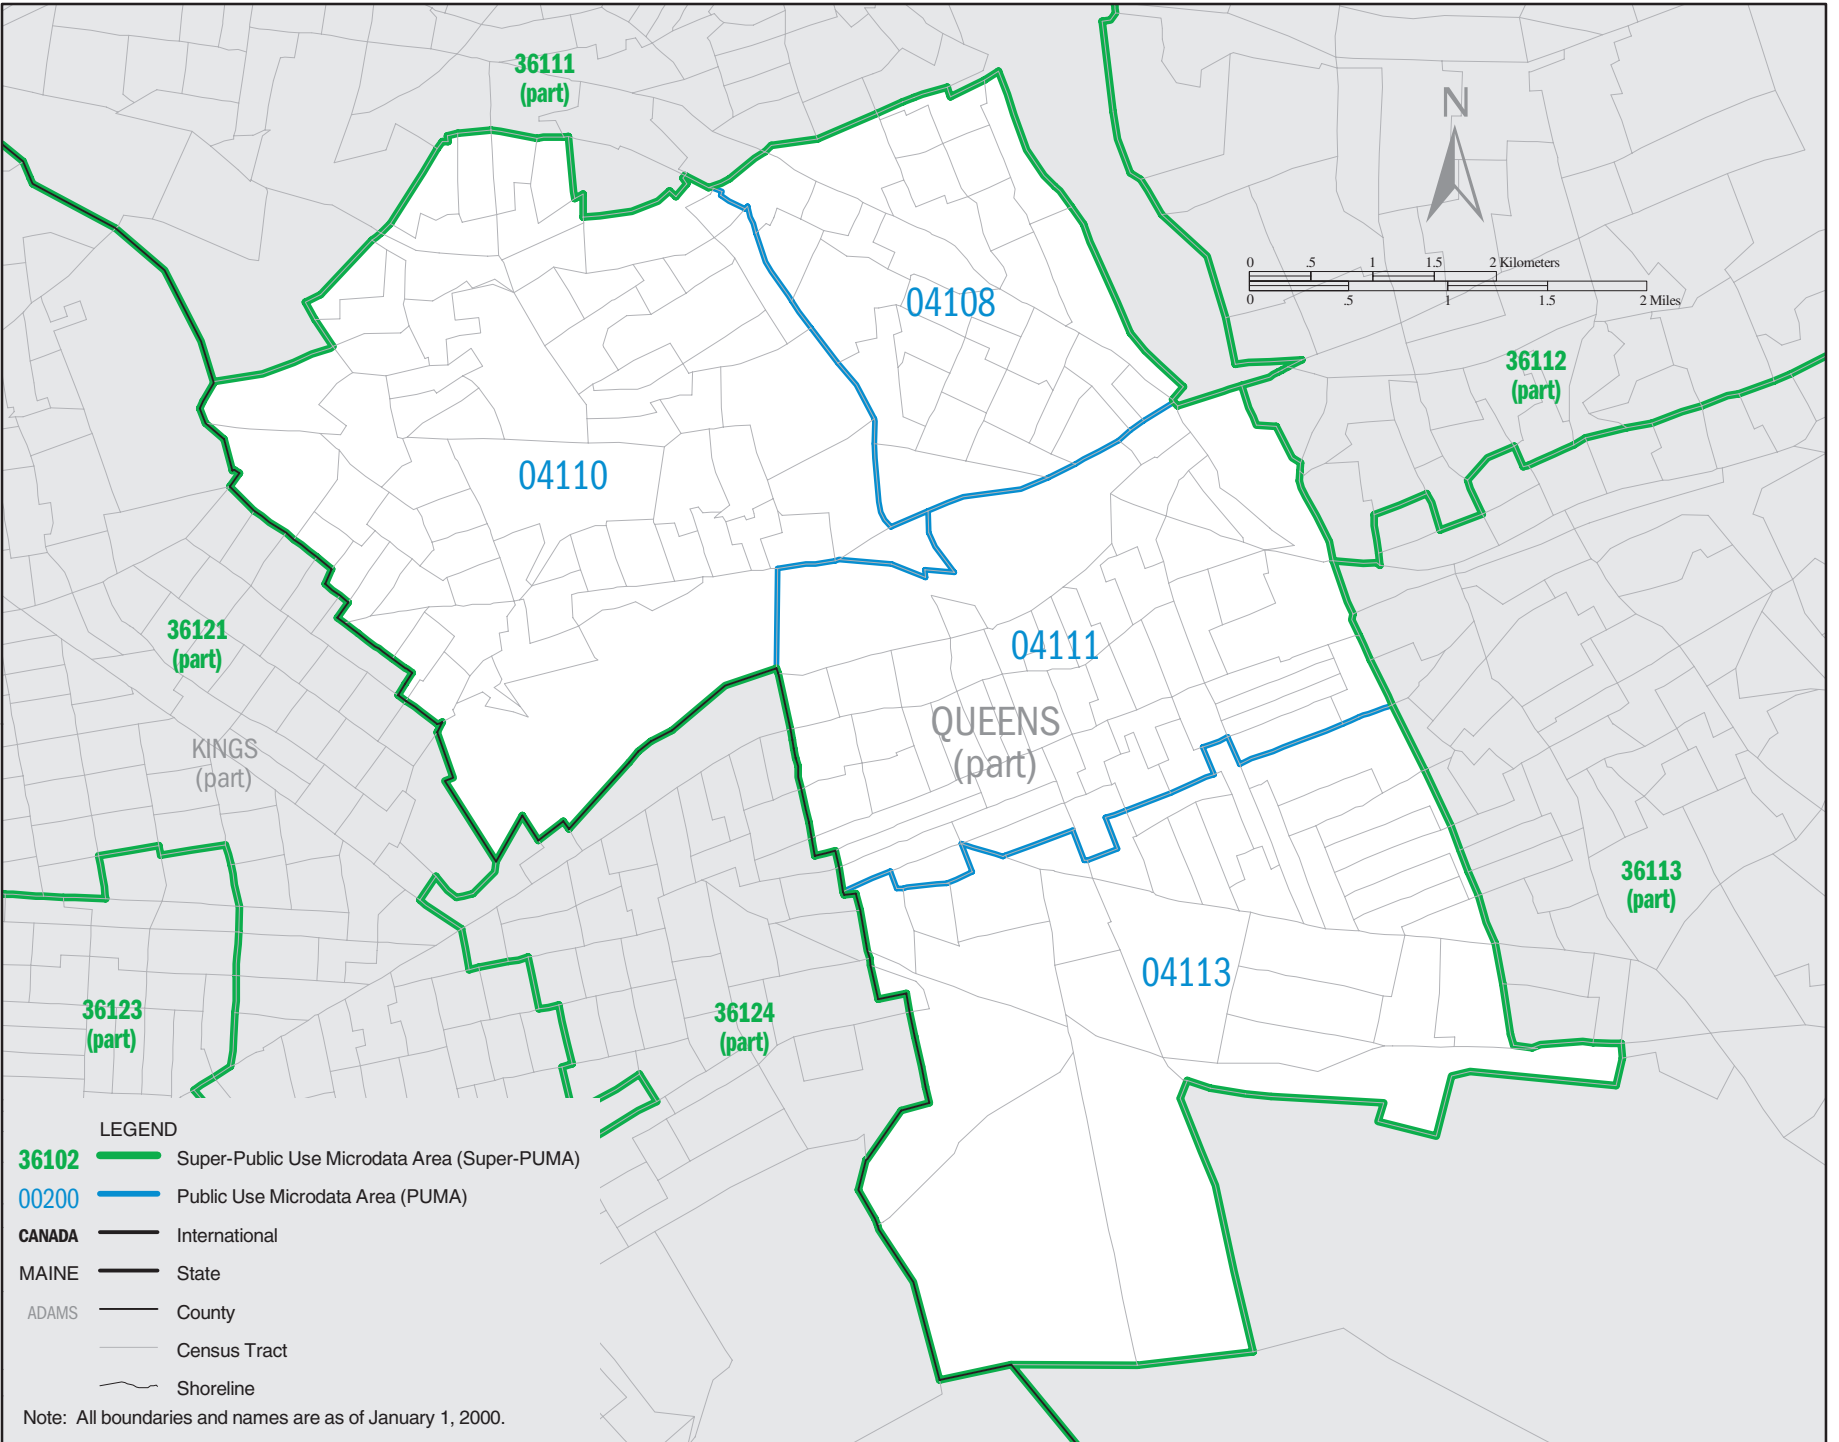 36111
(part)
N
0 .5 1 1.5 2 Kilometers
0 .5 1 1.5 2 Miles
04108
36112
(part)
04110
36121
(part)
04111
QUEENS
(part)
KINGS
(part)
36113
(part)
04113
36123
(part)
36124
(part)
LEGEND
36102 Super-Public Use Microdata Area (Super-PUMA)
00200 Public Use Microdata Area (PUMA)
CANADA International
MAINE State
ADAMS County
Census Tract
Shoreline
Note: All boundaries and names are as of January 1, 2000.